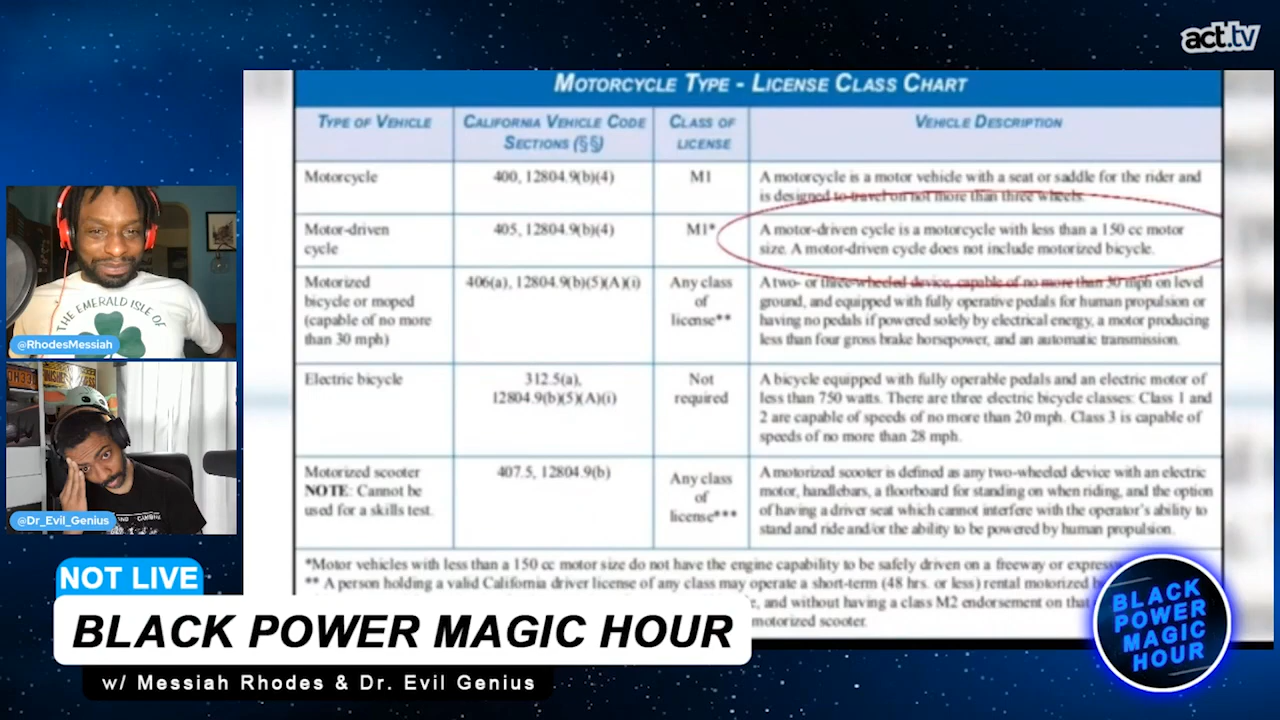 act.tv
MOTORCYCLE TYPE - LICENSE CLASS CHART
TYPE OF VEHICLE
CALIFORNIA VEHICLE CODE
SECTIONS (§§)
CLASS OF
LICENSE
VEHICLE DESCRIPTION
Motorcycle
400, 12804.9(b)(4)
M1
A motorcycle is a motor vehicle with a seat or saddle for the rider and
is designed to travel on not more than three wheels.
Motor-driven
cycle
405, 12804.9(b)(4)
M1*
A motor-driven cycle is a motorcycle with less than a 150 cc motor
size. A motor-driven cycle does not include motorized bicycle.
Motorized
bicycle or moped
(capable of no more
than 30 mph)
406(a), 12804.9(b)(5)(A)(i)
Any class
of
license**
A two- or three-wheeled device, capable of no more than 30 mph on level
ground, and equipped with fully operative pedals for human propulsion or
having no pedals if powered solely by electrical energy, a motor producing
less than four gross brake horsepower, and an automatic transmission.
Electric bicycle
312.5(a),
12804.9(b)(5)(A)(i)
Not
required
A bicycle equipped with fully operable pedals and an electric motor of
less than 750 watts. There are three electric bicycle classes: Class 1 and
2 are capable of speeds of no more than 20 mph. Class 3 is capable of
speeds of no more than 28 mph.
Motorized scooter
NOTE: Cannot be
used for a skills test.
407.5, 12804.9(b)
Any class
of
license***
A motorized scooter is defined as any two-wheeled device with an electric
motor, handlebars, a floorboard for standing on when riding, and the option
of having a driver seat which cannot interfere with the operator's ability to
stand and ride and/or the ability to be powered by human propulsion.
*Motor vehicles with less than a 150 cc motor size do not have the engine capability to be safely driven on a freeway or
** A person holding a valid California driver license of any class may operate a short-term (48 hrs. or less) rental motorized
, and without having a class M2 endorsement on that
motorized scooter.
THE EMERALD ISLE OF
@RhodesMessiah
@Dr_Evil_Genius
NOT LIVE
BLACK POWER MAGIC HOUR
w/ Messiah Rhodes & Dr. Evil Genius
BLACK
POWER
MAGIC
HOUR